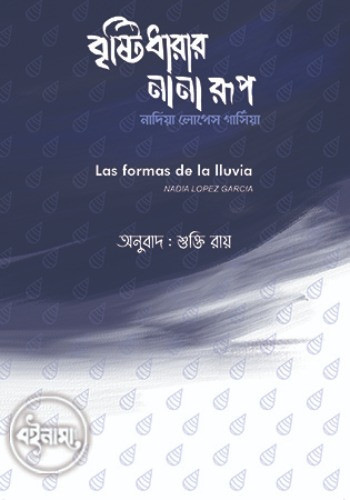 বৃষ্টিধারার
নানা রূপ
নাদিয়া লোপেস গার্সিয়া
Las formas de la lluvia
NADIA LOPEZ GARCIA
অনুবাদ : শুক্তি রায়
বইনামা,